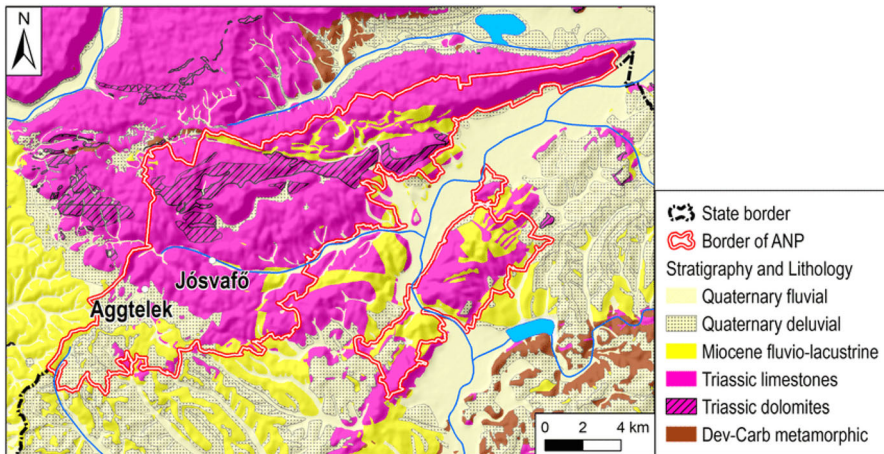 N
Jósvafő
Aggtelek
0 2 4 km
State border
Border of ANP
Stratigraphy and Lithology
Quaternary fluvial
Quaternary deluvial
Miocene fluvio-lacustrine
Triassic limestones
Triassic dolomites
Dev-Carb metamorphic